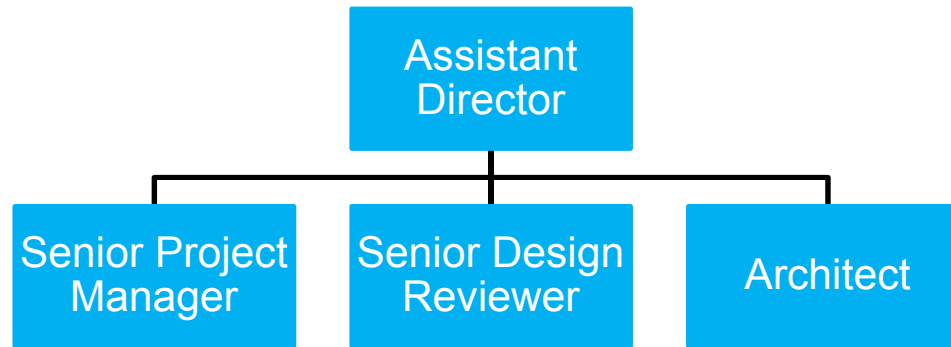 Assistant
Director
Senior Project
Manager
Senior Design
Reviewer
Architect